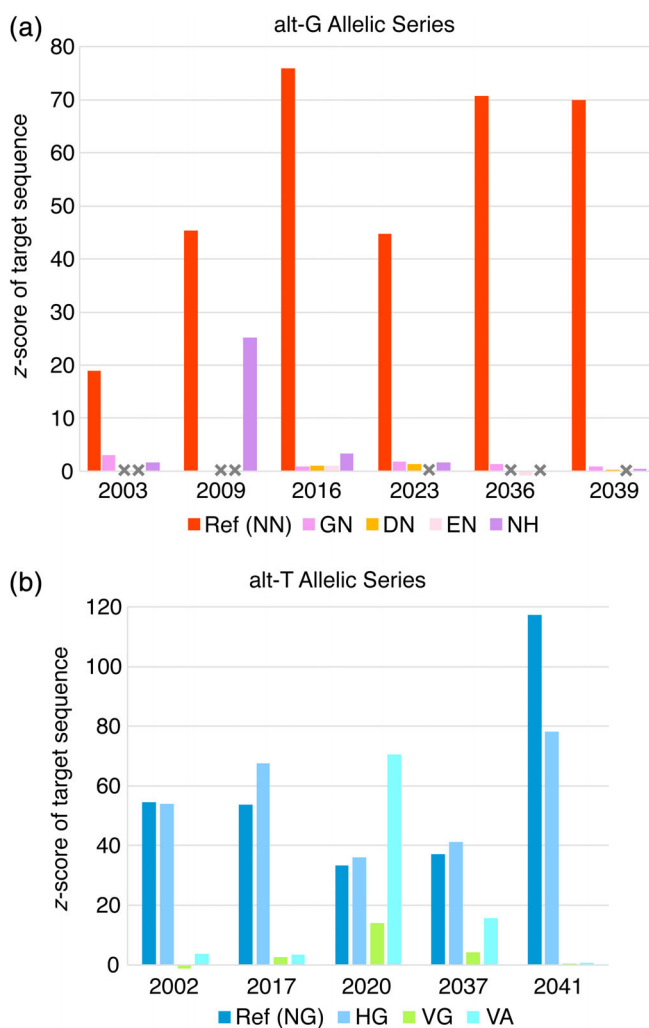 (a)
alt-G Allelic Series
z-score of target sequence
80
70
60
50
40
30
20
10
0
2003 2009 2016 2023 2036 2039
Ref (NN) GN DN EN NH
(b)
alt-T Allelic Series
z-score of target sequence
120
100
80
60
40
20
0
2002 2017 2020 2037 2041
Ref (NG) HG VG VA